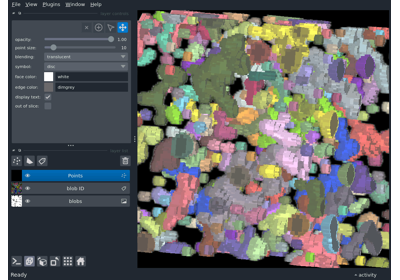 File View Plugins Window Help
opacity: 1.00
point size: 10
blending: translucent
symbol: disc
face color: white
edge color: dimgrey
display text:
out of slice:
Points
blob ID
blobs
Ready
activity